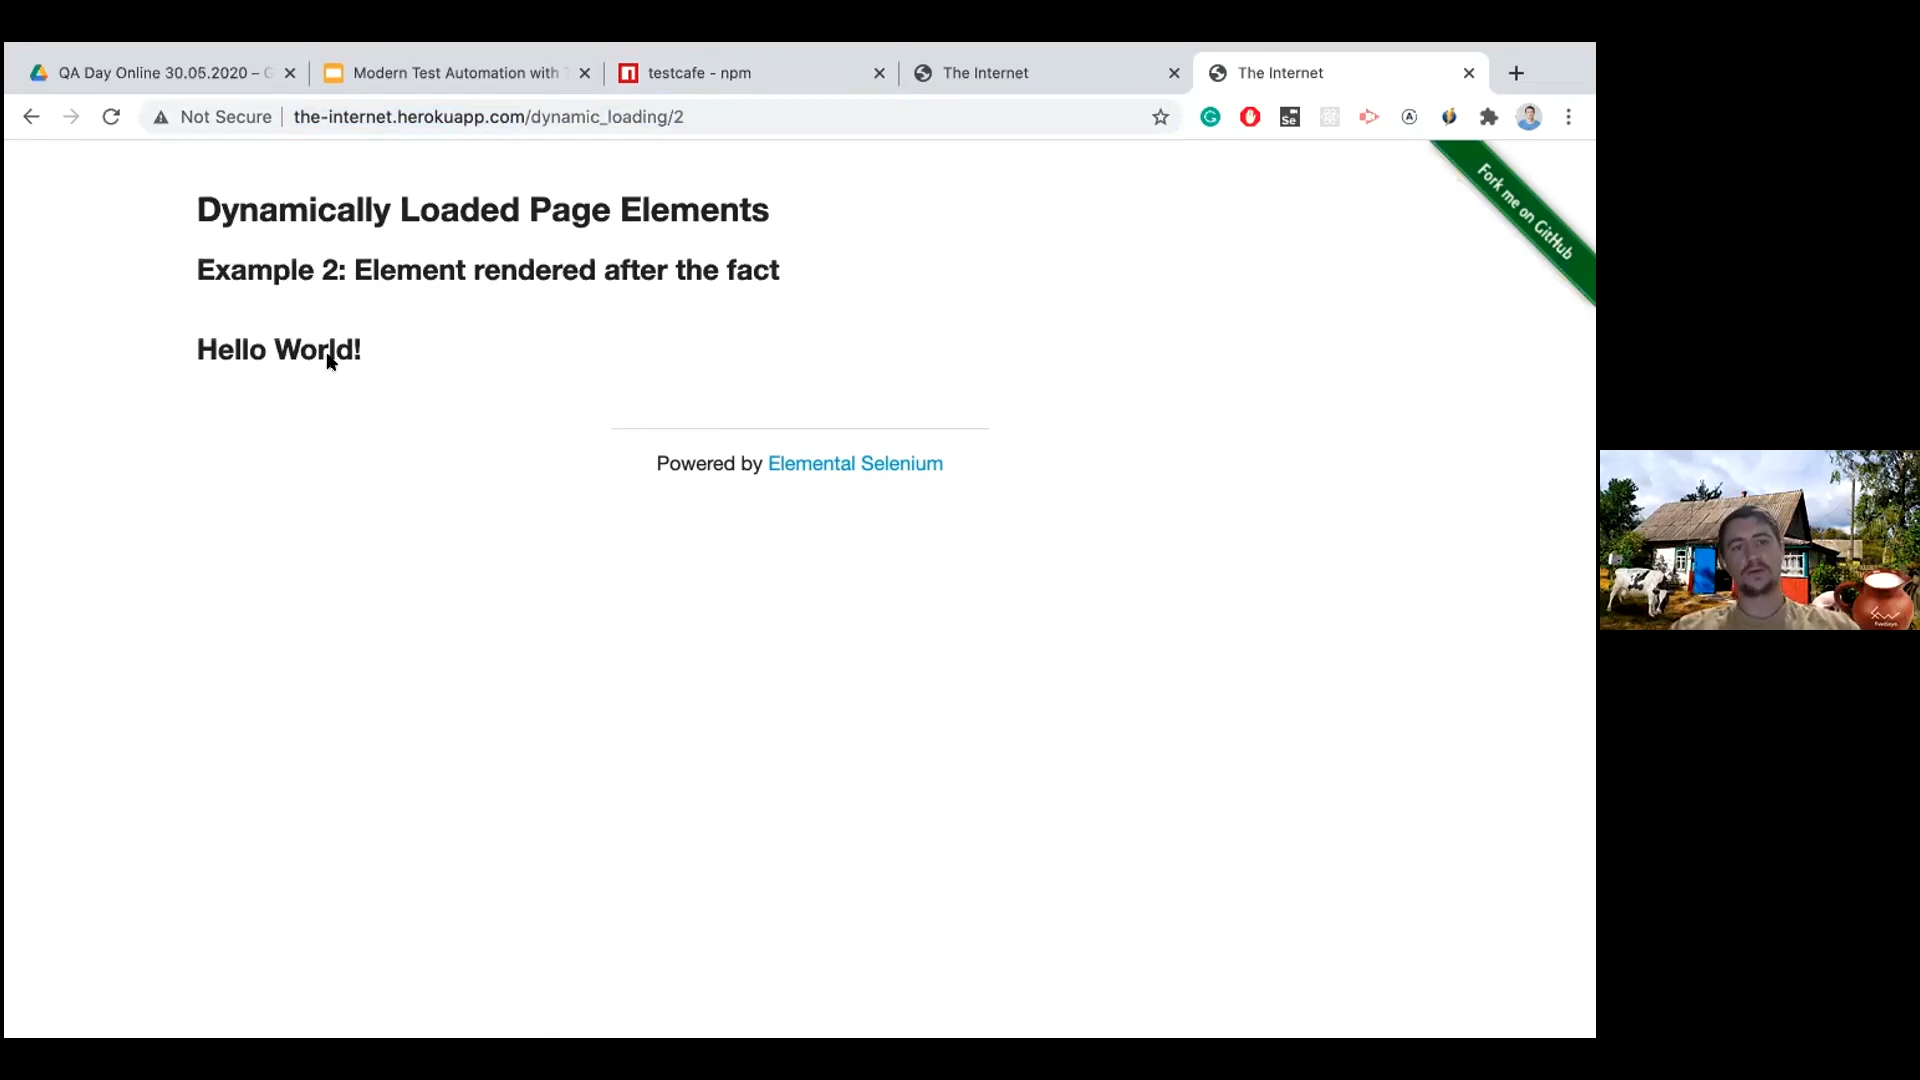 QA Day Online 30.05.2020 – G
Modern Test Automation with
testcafe - npm
The Internet
The Internet
Not Secure
the-internet.herokuapp.com/dynamic_loading/2
Se
Fork me on GitHub
Dynamically Loaded Page Elements
Example 2: Element rendered after the fact
Hello World!
Powered by Elemental Selenium
fwdays